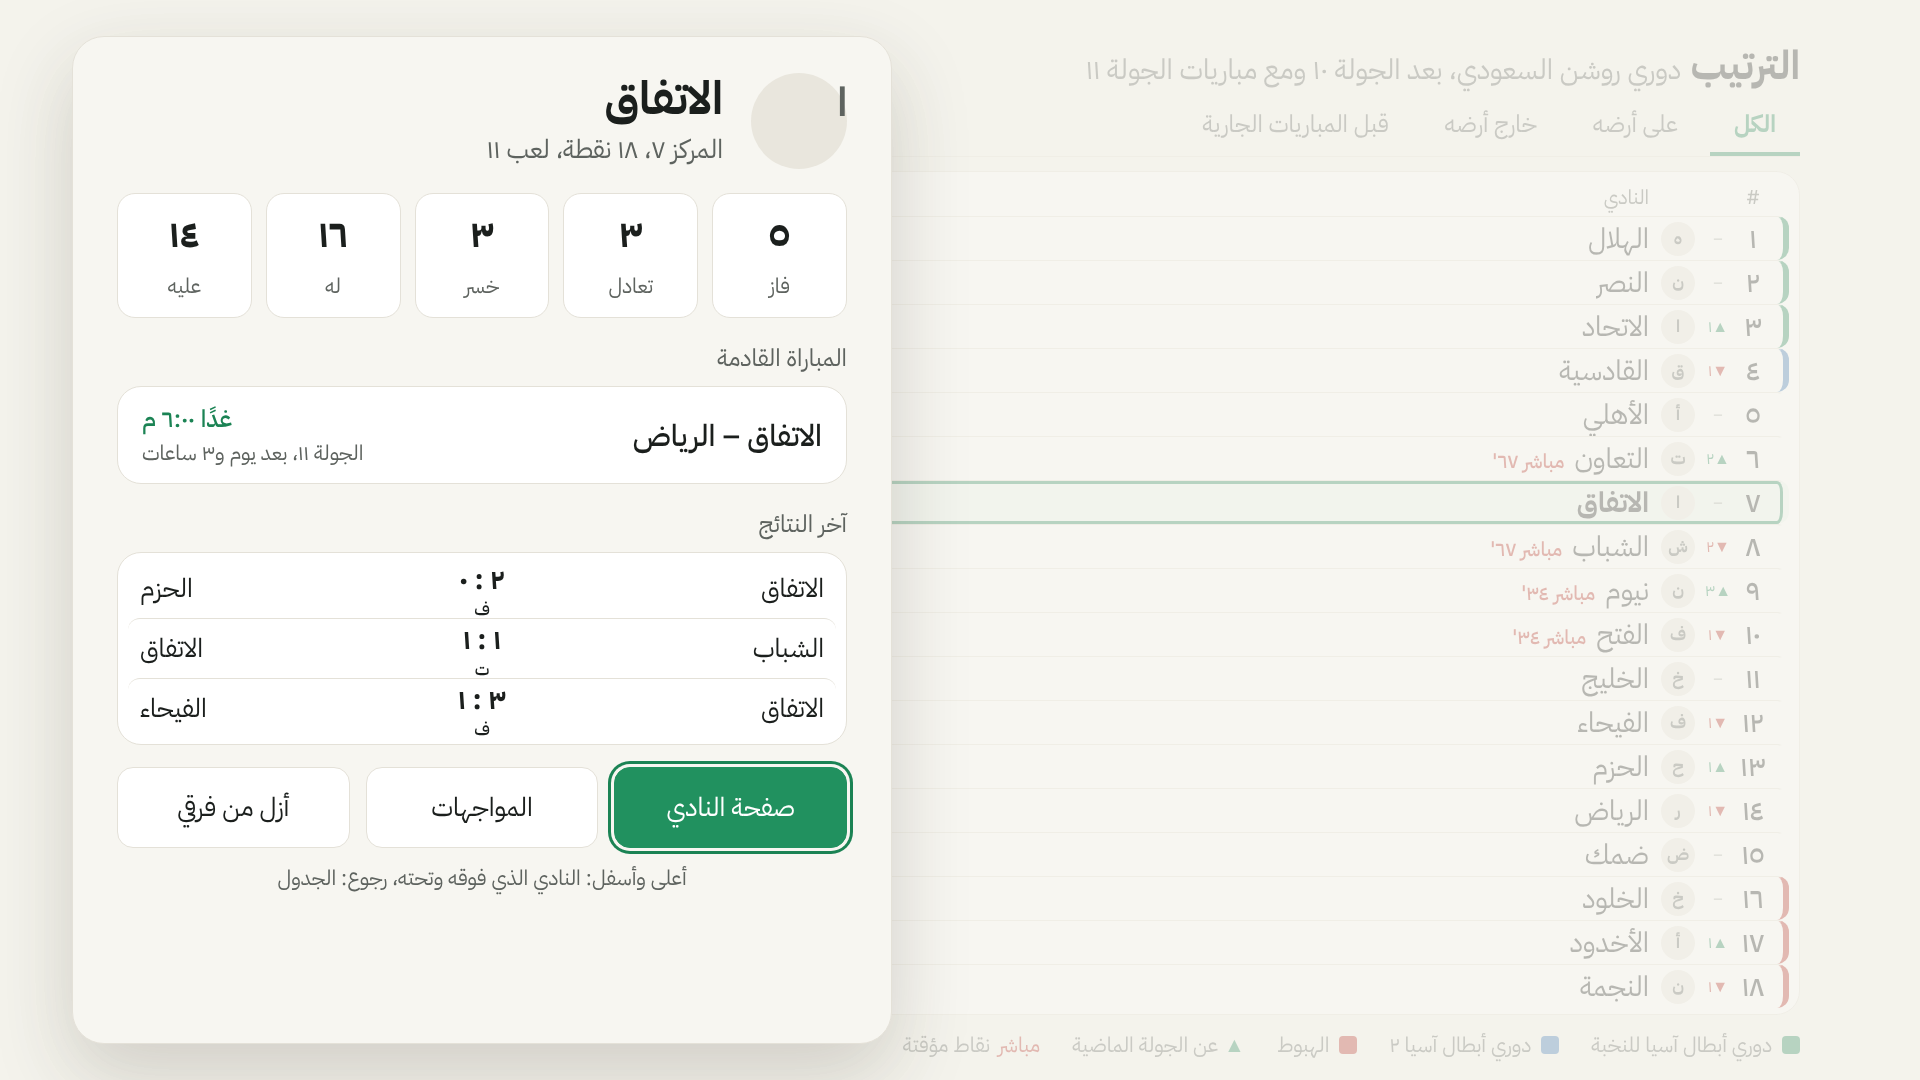 الترتيب دوري روشن السعودي، بعد الجولة ١٠ ومع مباريات الجولة ١١
الكل على أرضه خارج أرضه قبل المباريات الجارية
# النادي
١ – ه الهلال
٢ – ن النصر
٣ ▲١ ا الاتحاد
٤ ▼١ ق القادسية
٥ – أ الأهلي
٦ ▲٢ ت التعاون مباشر ٦٧'
٧ – ا الاتفاق
٨ ▼٢ ش الشباب مباشر ٦٧'
٩ ▲٣ ن نيوم مباشر ٣٤'
١٠ ▼١ ف الفتح مباشر ٣٤'
١١ – خ الخليج
١٢ ▼١ ف الفيحاء
١٣ ▲١ ح الحزم
١٤ ▼١ ر الرياض
١٥ – ض ضمك
١٦ – خ الخلود
١٧ ▲١ أ الأخدود
١٨ ▼١ ن النجمة
دوري أبطال آسيا للنخبة دوري أبطال آسيا ٢ الهبوط ▲ عن الجولة الماضية مباشر نقاط مؤقتة
ا
الاتفاق
المركز ٧، ١٨ نقطة، لعب ١١
٥ ٣ ٣ ١٦ ١٤
فاز تعادل خسر له عليه
المباراة القادمة
الاتفاق – الرياض
غدًا ٦:٠٠ م
الجولة ١١، بعد يوم و٣ ساعات
آخر النتائج
الاتفاق ٢ : ٠ الحزم
ف
الشباب ١ : ١ الاتفاق
ت
الاتفاق ٣ : ١ الفيحاء
ف
صفحة النادي المواجهات أزل من فرقي
أعلى وأسفل: النادي الذي فوقه وتحته، رجوع: الجدول